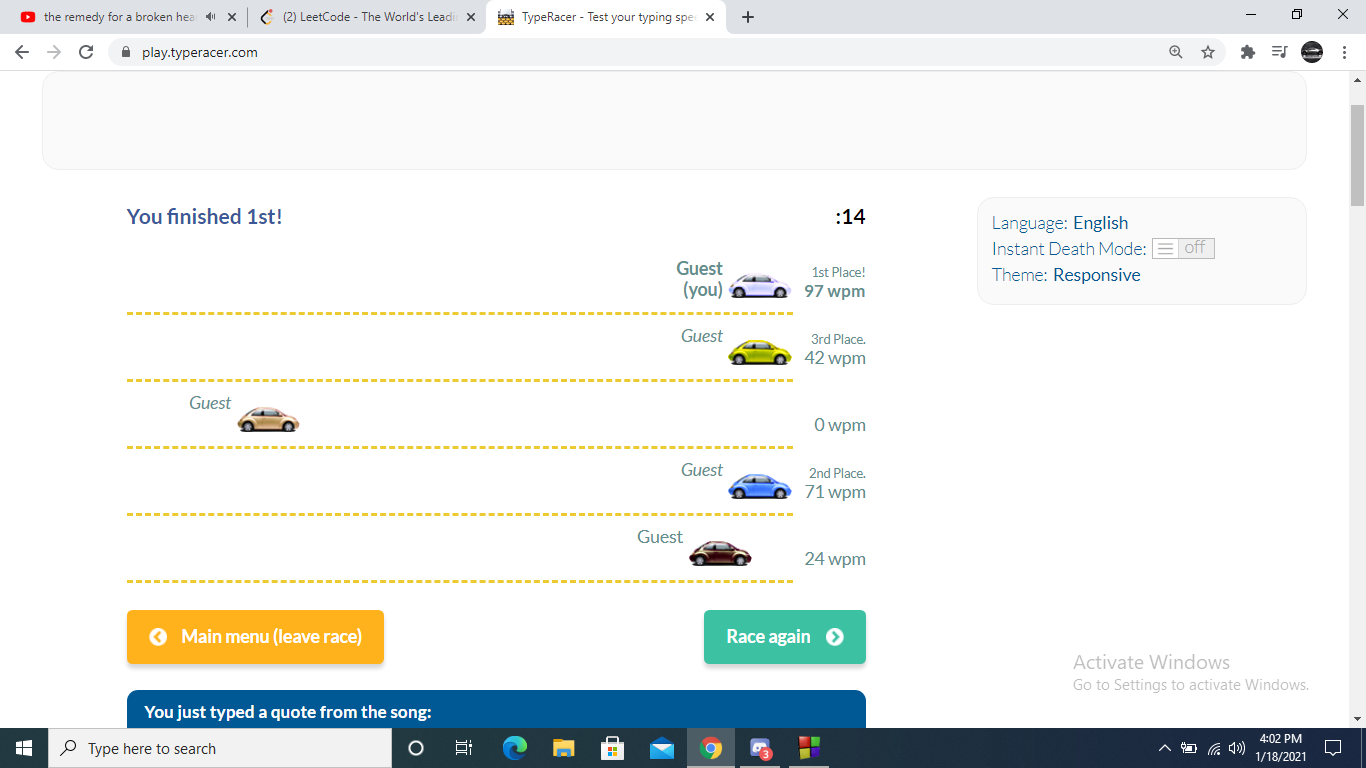 the remedy for a broken hea
(2) LeetCode - The World's Leadi
TypeRacer - Test your typing spe
play.typeracer.com
You finished 1st!
:14
Guest
(you)
1st Place!
97 wpm
Guest
3rd Place.
42 wpm
Guest
0 wpm
Guest
2nd Place.
71 wpm
Guest
24 wpm
Language: English
Instant Death Mode: off
Theme: Responsive
Main menu (leave race)
Race again
You just typed a quote from the song:
Activate Windows
Go to Settings to activate Windows.
Type here to search
3
4:02 PM
1/18/2021